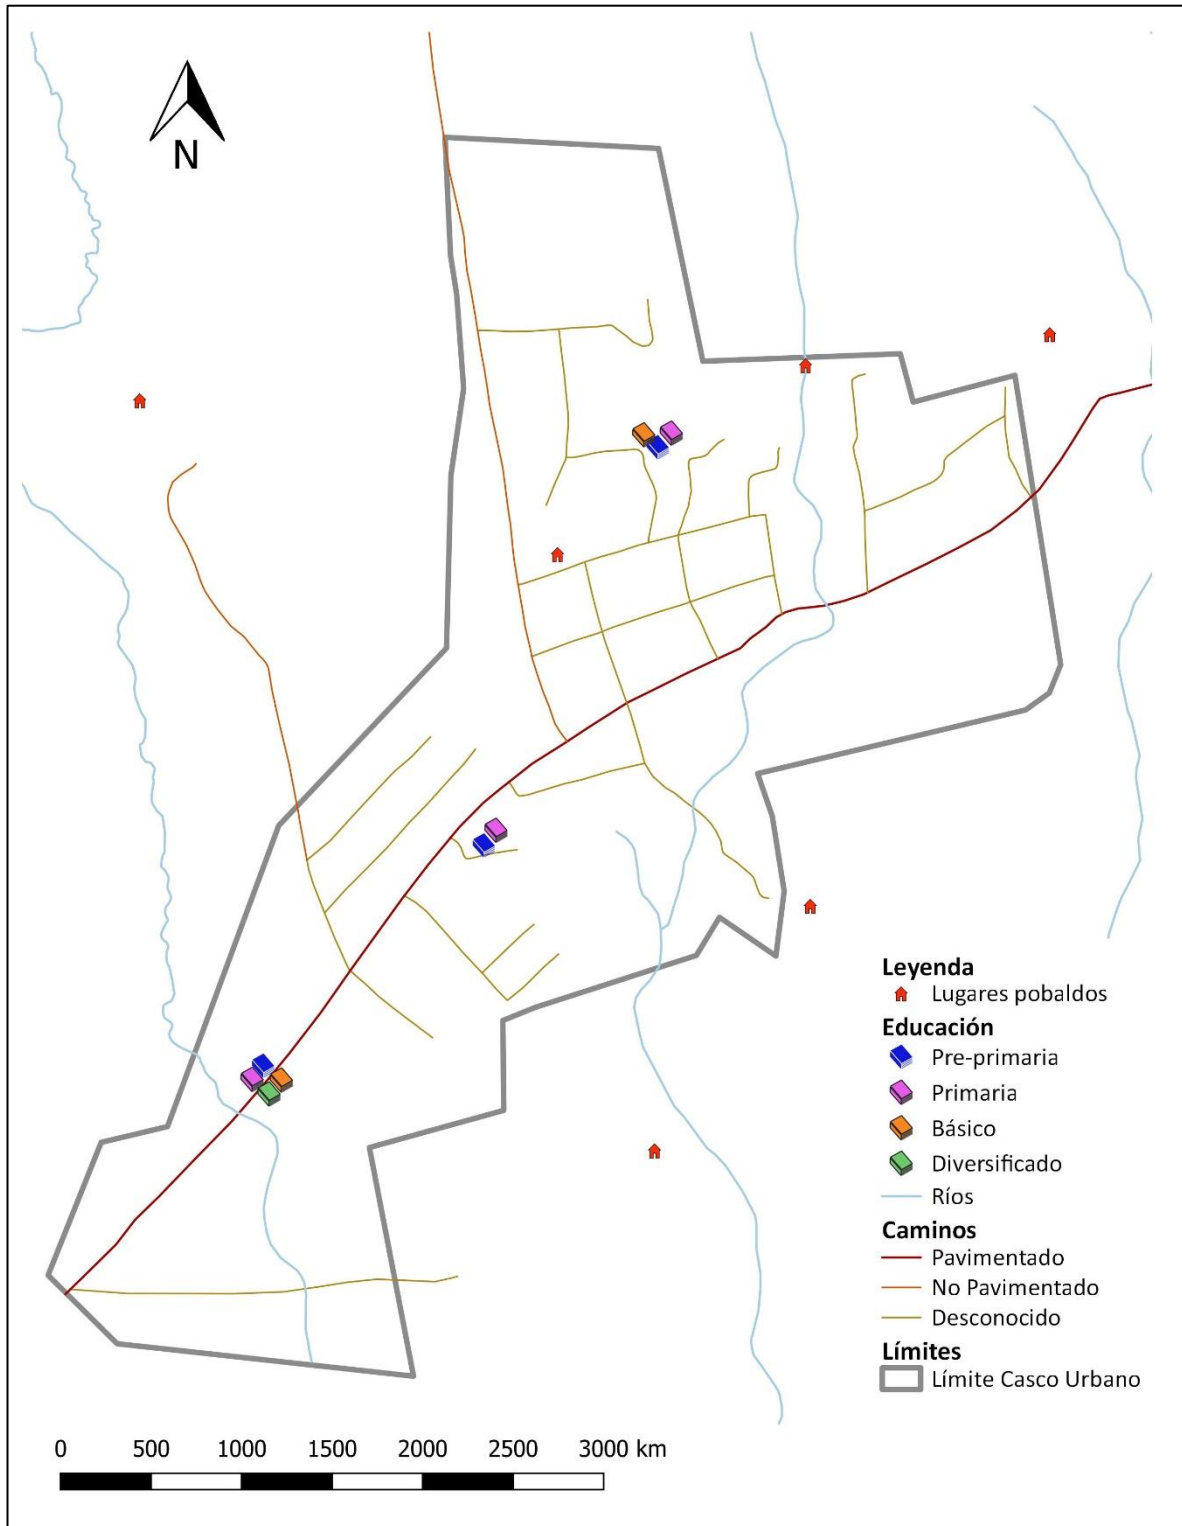 N
Leyenda
Lugares pobaldos
Educación
Pre-primaria
Primaria
Básico
Diversificado
Ríos
Caminos
Pavimentado
No Pavimentado
Desconocido
Límites
Límite Casco Urbano
0 500 1000 1500 2000 2500 3000 km